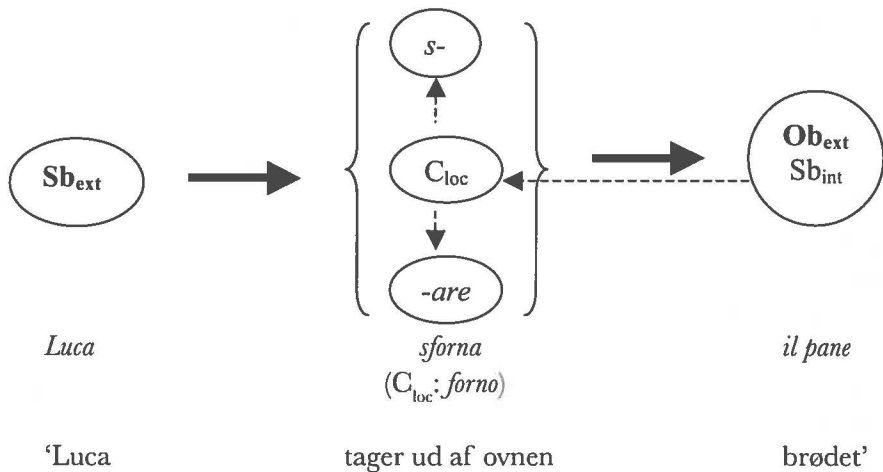 s-
Sb_ext
C_loc
Ob_ext
Sb_int
-are
Luca sforna il pane
(C_loc: forno)
‘Luca tager ud af ovnen brødet’